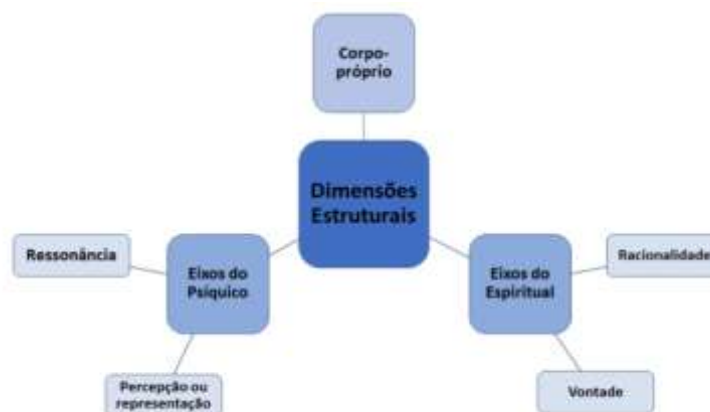 Corpo-
próprio
Dimensões
Estruturais
Ressonância
Eixos do
Psíquico
Eixos do
Espiritual
Racionalidade
Percepção ou
representação
Vontade